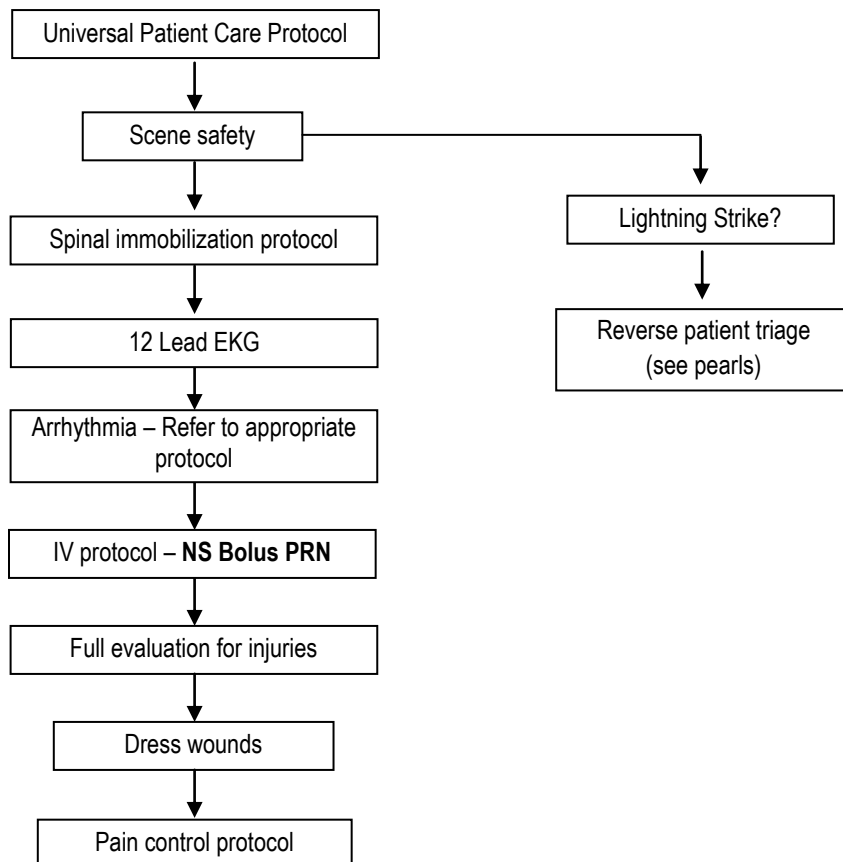 Universal Patient Care Protocol
Scene safety
Lightning Strike?
Spinal immobilization protocol
12 Lead EKG
Reverse patient triage
(see pearls)
Arrhythmia – Refer to appropriate
protocol
IV protocol – NS Bolus PRN
Full evaluation for injuries
Dress wounds
Pain control protocol